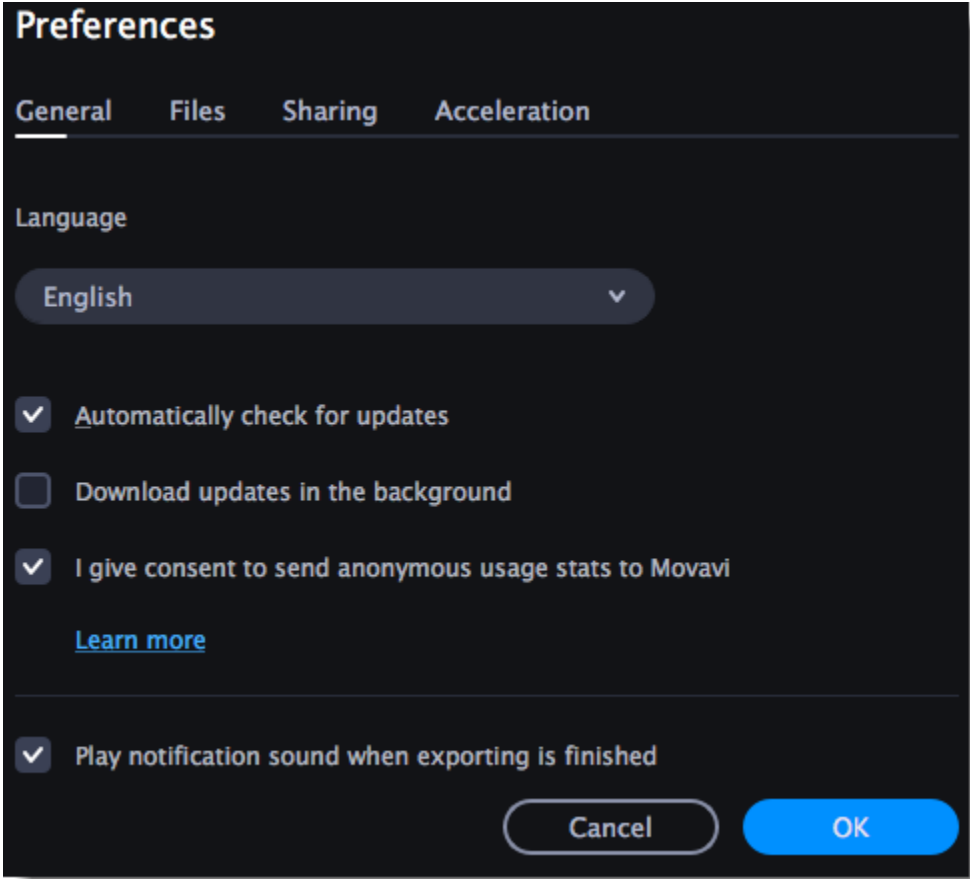 Preferences
General Files Sharing Acceleration
Language
English
Automatically check for updates
Download updates in the background
I give consent to send anonymous usage stats to Movavi
Learn more
Play notification sound when exporting is finished
Cancel OK